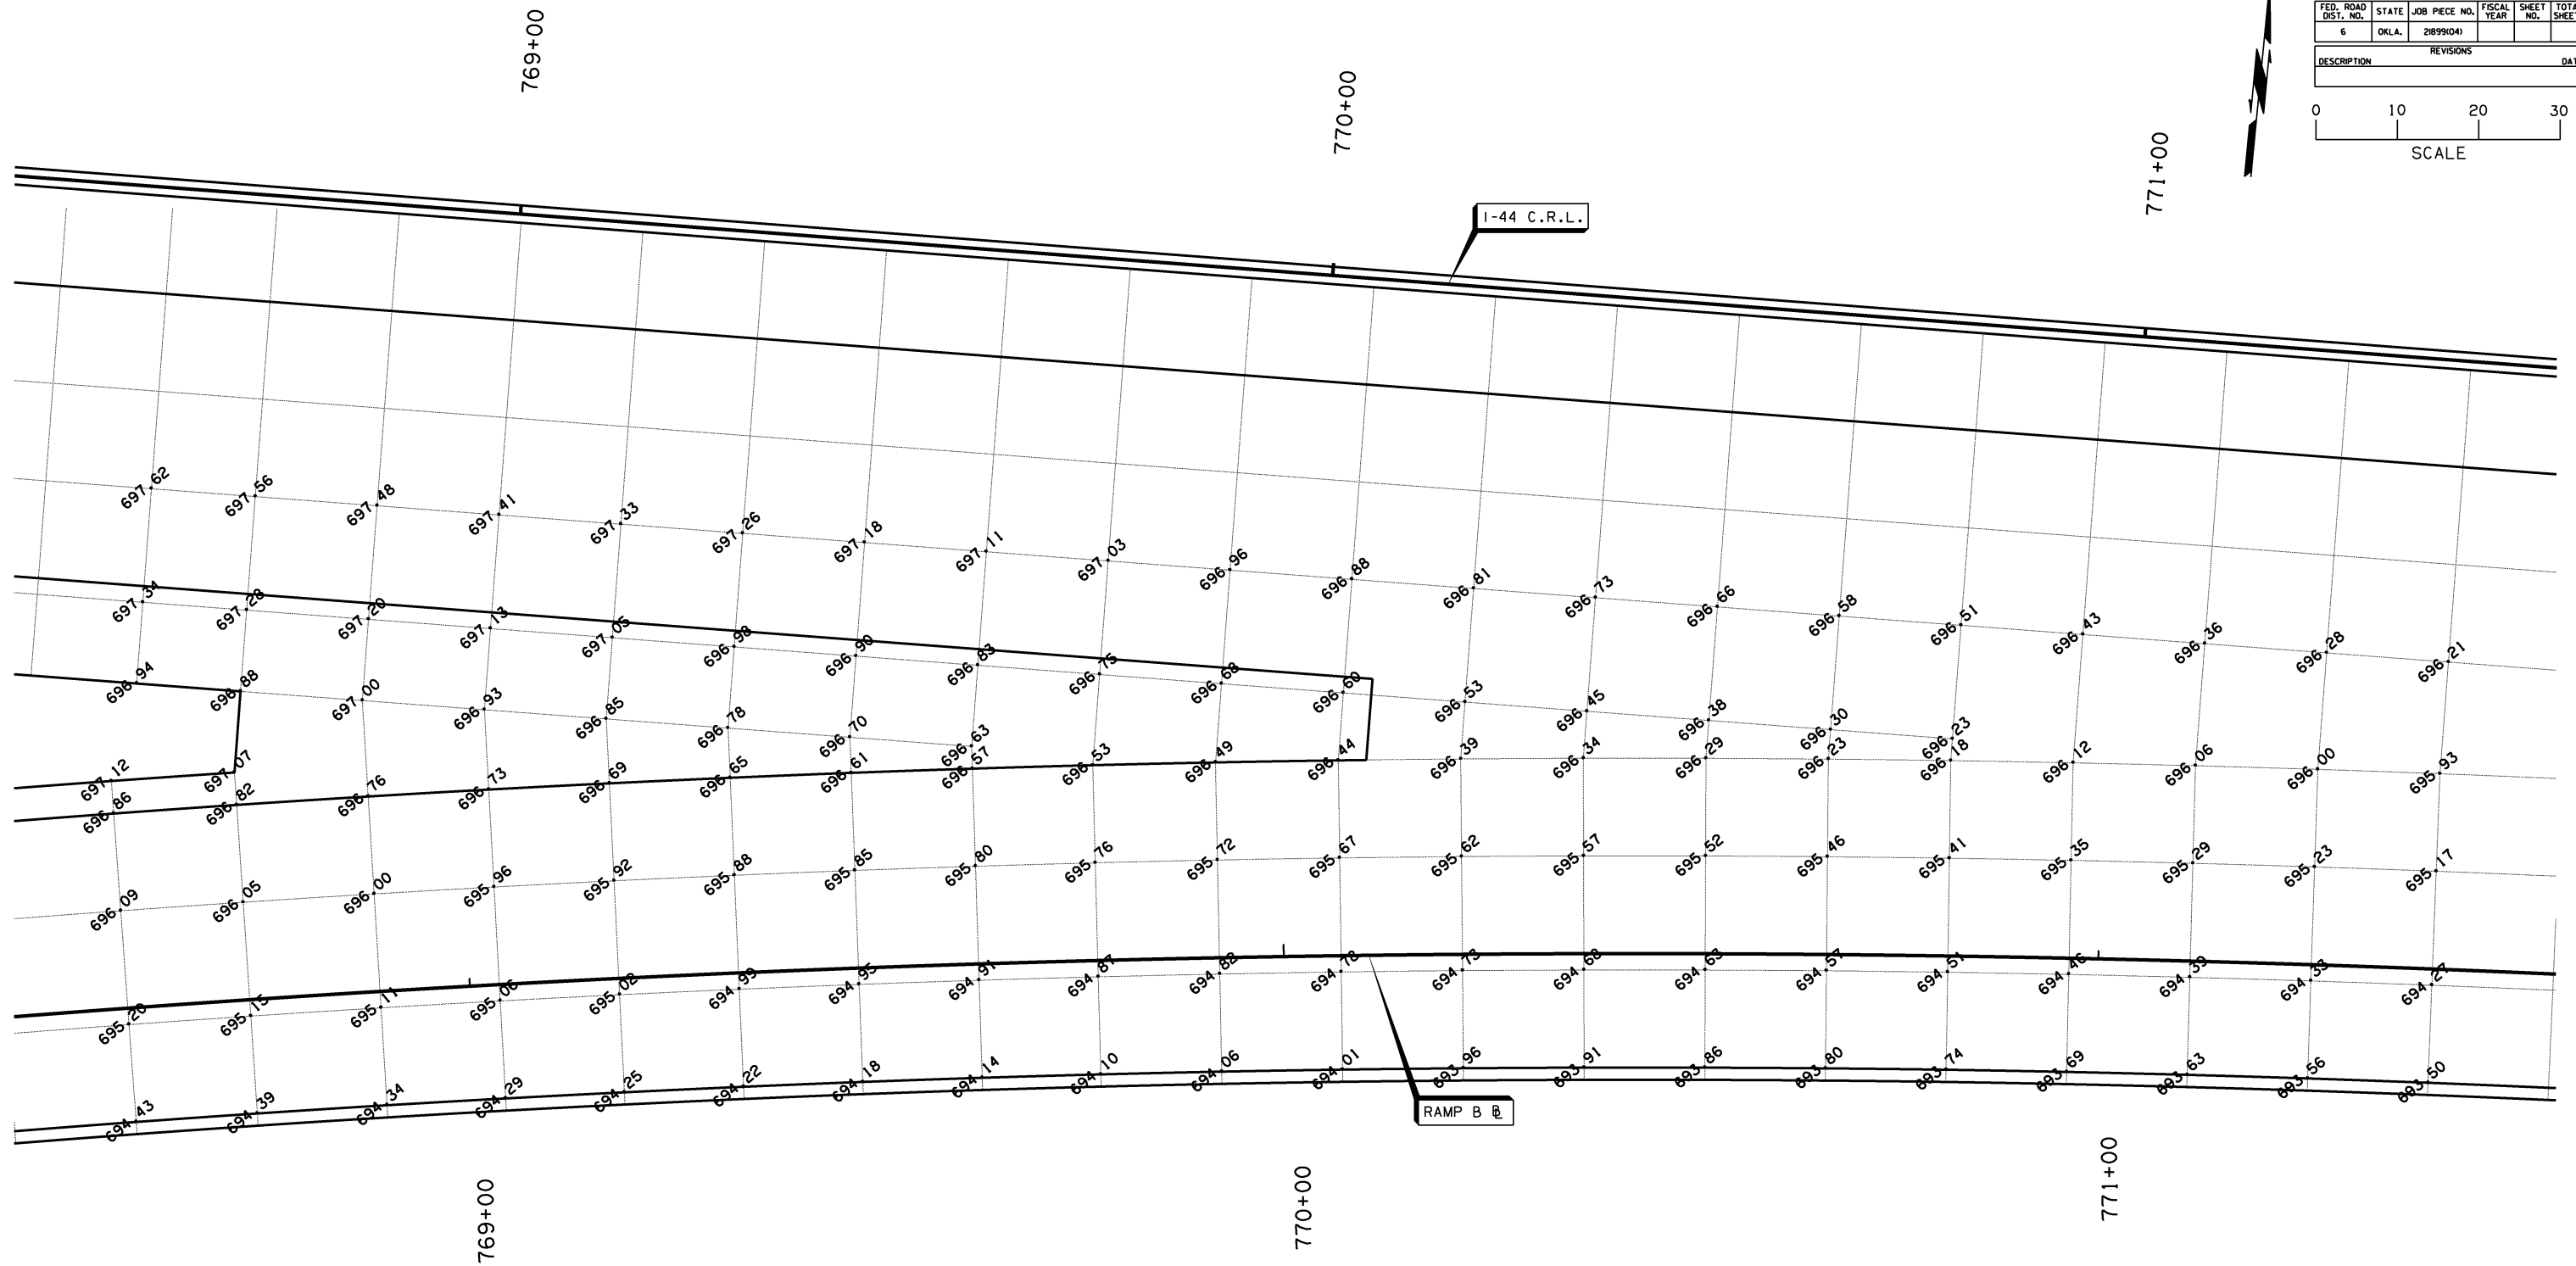 FED. ROAD DIST. NO. STATE JOB PIECE NO. FISCAL YEAR SHEET NO.
6 OKLA. 21899(04)
REVISIONS
DESCRIPTION
0 10 20 30
SCALE
769+00 770+00 771+00
I-44 C.R.L.
697.62 697.56 697.48 697.41 697.33 697.26 697.18 697.11 697.03 696.96 696.88 696.81 696.73 696.66 696.58 696.51 696.43 696.36 696.28 696.21
697.34 697.28 697.20 697.13 697.05 696.98 696.90 696.83 696.75 696.68 696.60 696.53 696.45 696.38 696.30 696.23
696.94 696.88 697.00 696.93 696.85 696.78 696.70 696.63
697.12 697.07
696.86 696.82 696.76 696.73 696.69 696.65 696.61 696.57 696.53 696.49 696.44 696.39 696.34 696.29 696.23 696.18 696.12 696.06 696.00 695.93
696.09 696.05 696.00 695.96 695.92 695.88 695.85 695.80 695.76 695.72 695.67 695.62 695.57 695.52 695.46 695.41 695.35 695.29 695.23 695.17
695.20 695.15 695.11 695.06 695.02 694.99 694.95 694.91 694.87 694.82 694.78 694.73 694.68 694.63 694.57 694.51 694.46 694.39 694.33 694.27
694.43 694.39 694.34 694.29 694.25 694.22 694.18 694.14 694.10 694.06 694.01 693.96 693.91 693.86 693.80 693.74 693.69 693.63 693.56 693.50
RAMP B ℄
769+00 770+00 771+00